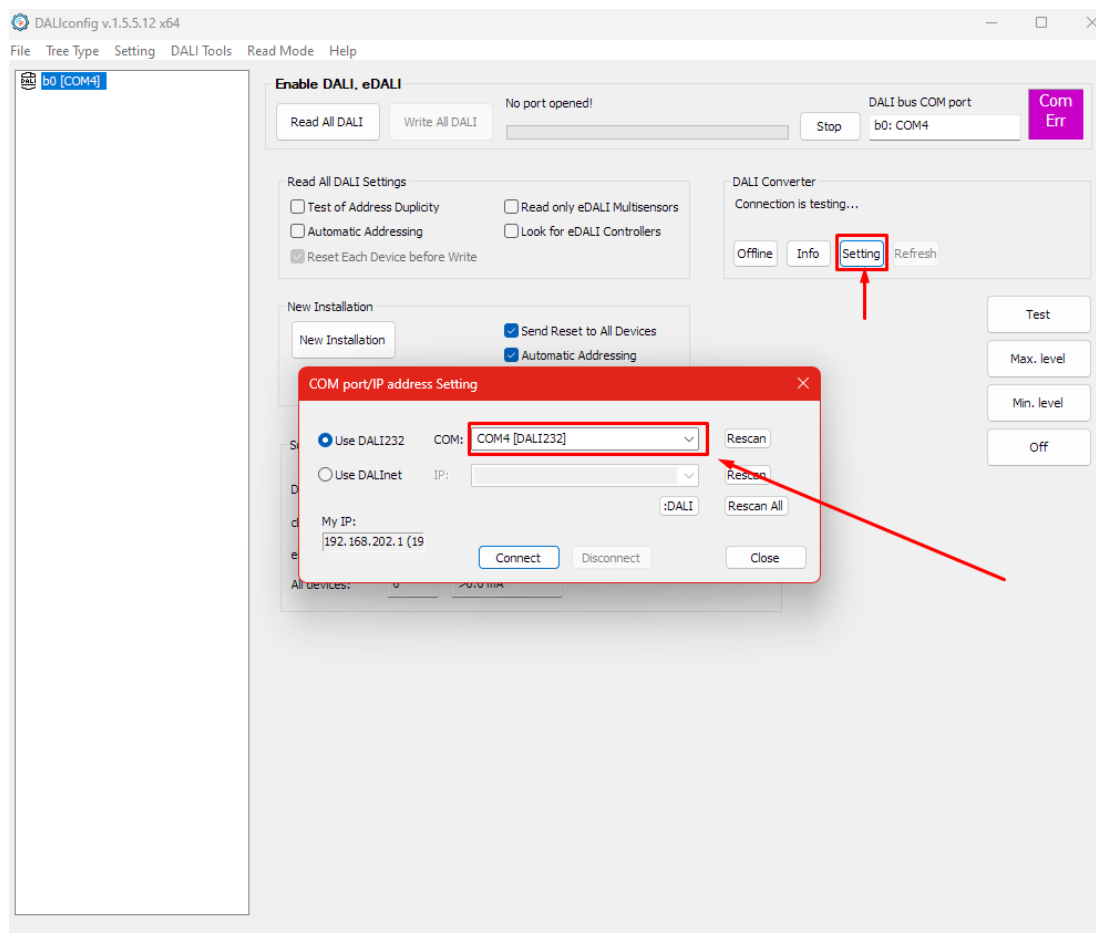 DALIconfig v.1.5.5.12 x64
File Tree Type Setting DALI Tools Read Mode Help
DALI b0 [COM4]
Enable DALI, eDALI
Read All DALI Write All DALI
No port opened!
Stop
DALI bus COM port
b0: COM4
Com
Err
Read All DALI Settings
Test of Address Duplicity
Automatic Addressing
Reset Each Device before Write
Read only eDALI Multisensors
Look for eDALI Controllers
DALI Converter
Connection is testing...
Offline Info Setting Refresh
New Installation
New Installation
Send Reset to All Devices
Automatic Addressing
Test
Max. level
Min. level
Off
COM port/IP address Setting
Use DALI232 COM: COM4 [DALI232] Rescan
Use DALInet IP: Rescan
:DALI Rescan All
My IP:
192.168.202.1 (19
Connect Disconnect Close
All devices: